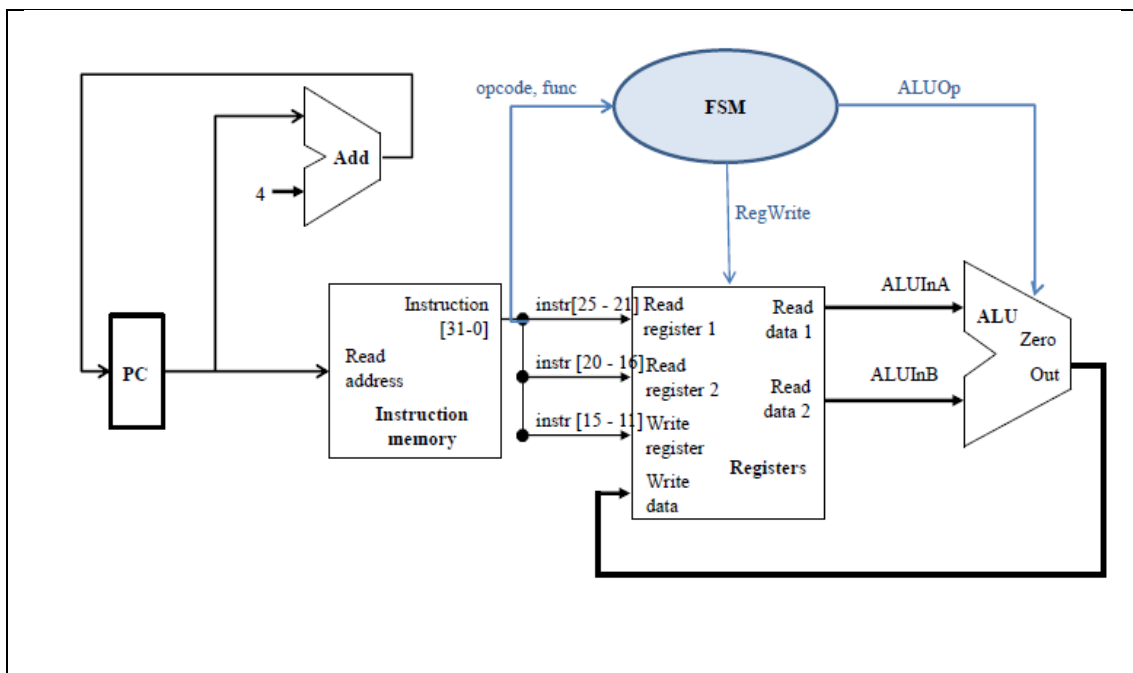 opcode, func
FSM
ALUOp
Add
4
RegWrite
Instruction
[31-0]
Read
address
Instruction
memory
PC
instr[25 - 21]
instr [20 - 16]
instr [15 - 11]
Read
register 1
Read
register 2
Write
register
Write
data
Read
data 1
Read
data 2
Registers
ALUInA
ALUInB
ALU
Zero
Out